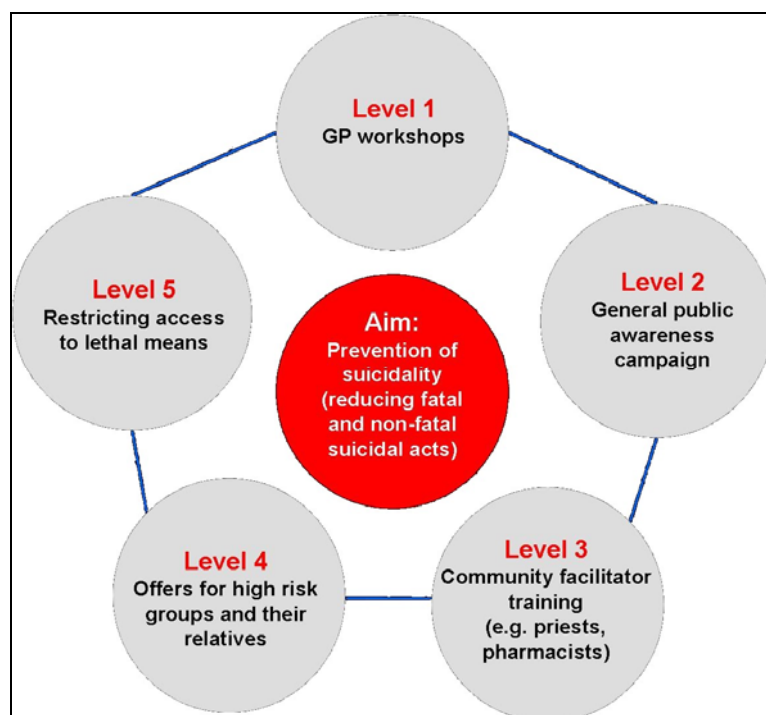 Level 1
GP workshops
Level 2
General public
awareness
campaign
Level 3
Community facilitator
training
(e.g. priests,
pharmacists)
Level 4
Offers for high risk
groups and their
relatives
Level 5
Restricting access
to lethal means
Aim:
Prevention of
suicidality
(reducing fatal
and non-fatal
suicidal acts)